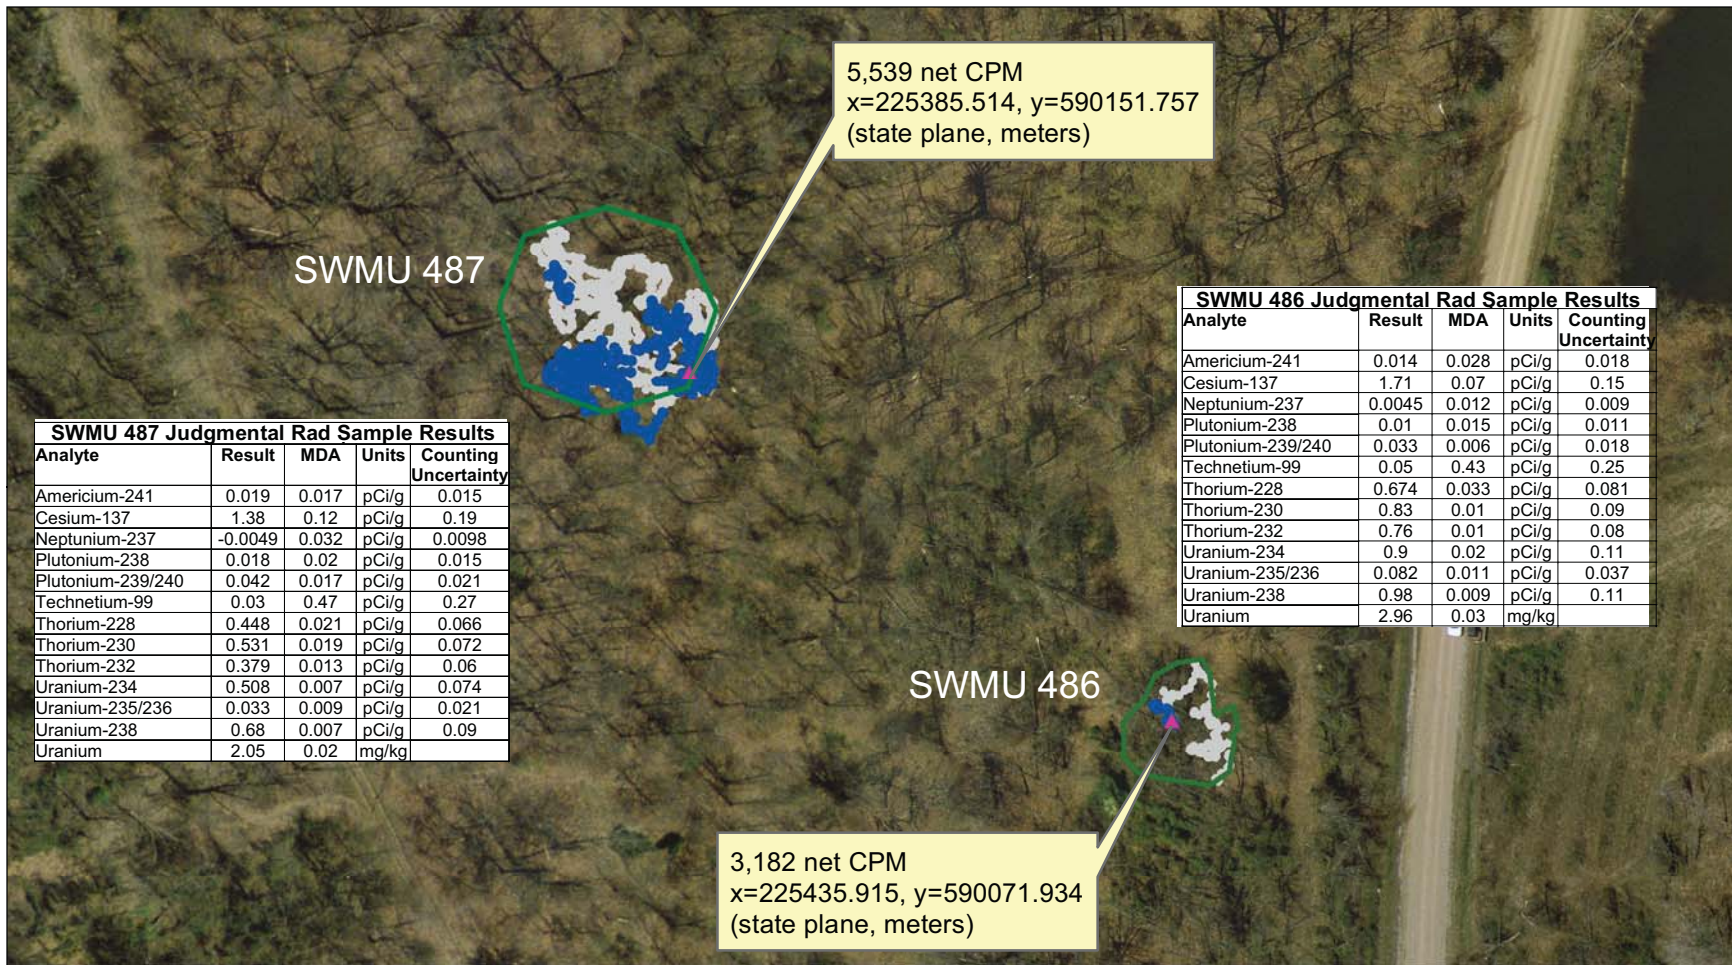 5,539 net CPM
x=225385.514, y=590151.757
(state plane, meters)
SWMU 487
SWMU 486 Judgmental Rad Sample Results
Analyte Result MDA Units Counting Uncertainty
Americium-241 0.014 0.028 pCi/g 0.018
Cesium-137 1.71 0.07 pCi/g 0.15
Neptunium-237 0.0045 0.012 pCi/g 0.009
Plutonium-238 0.01 0.015 pCi/g 0.011
Plutonium-239/240 0.033 0.006 pCi/g 0.018
Technetium-99 0.05 0.43 pCi/g 0.25
Thorium-228 0.674 0.033 pCi/g 0.081
Thorium-230 0.83 0.01 pCi/g 0.09
Thorium-232 0.76 0.01 pCi/g 0.08
Uranium-234 0.9 0.02 pCi/g 0.11
Uranium-235/236 0.082 0.011 pCi/g 0.037
Uranium-238 0.98 0.009 pCi/g 0.11
Uranium 2.96 0.03 mg/kg
SWMU 487 Judgmental Rad Sample Results
Analyte Result MDA Units Counting Uncertainty
Americium-241 0.019 0.017 pCi/g 0.015
Cesium-137 1.38 0.12 pCi/g 0.19
Neptunium-237 -0.0049 0.032 pCi/g 0.0098
Plutonium-238 0.018 0.02 pCi/g 0.015
Plutonium-239/240 0.042 0.017 pCi/g 0.021
Technetium-99 0.03 0.47 pCi/g 0.27
Thorium-228 0.448 0.021 pCi/g 0.066
Thorium-230 0.531 0.019 pCi/g 0.072
Thorium-232 0.379 0.013 pCi/g 0.06
Uranium-234 0.508 0.007 pCi/g 0.074
Uranium-235/236 0.033 0.009 pCi/g 0.021
Uranium-238 0.68 0.007 pCi/g 0.09
Uranium 2.05 0.02 mg/kg
SWMU 486
3,182 net CPM
x=225435.915, y=590071.934
(state plane, meters)